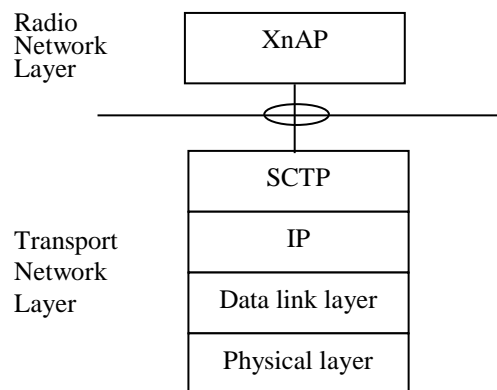 Radio
Network
Layer
XnAP
SCTP
IP
Transport
Network
Layer
Data link layer
Physical layer